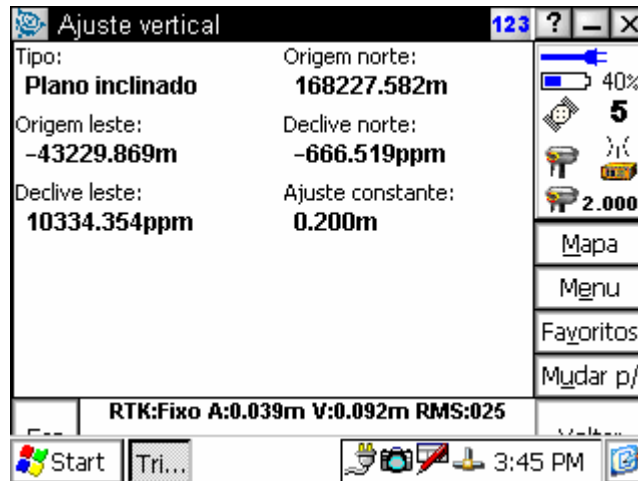 Ajuste vertical
123
?
Tipo:
Plano inclinado
Origem norte:
168227.582m
Origem leste:
-43229.869m
Declive norte:
-666.519ppm
Declive leste:
10334.354ppm
Ajuste constante:
0.200m
40%
5
2.000
Mapa
Menu
Favoritos
Mudar p/
RTK:Fixo A:0.039m V:0.092m RMS:025
Start
Tri...
3:45 PM